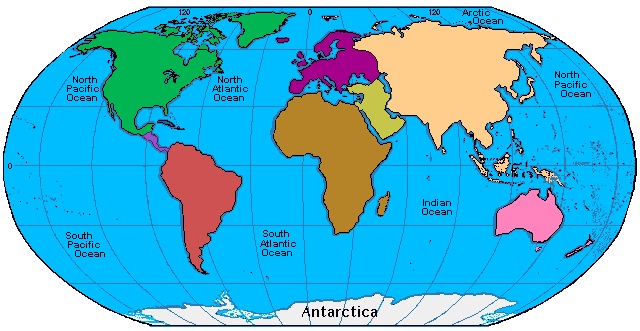 120
0
120
Arctic
Ocean
North
Pacific
Ocean
North
Atlantic
Ocean
North
Pacific
Ocean
0
Indian
Ocean
South
Pacific
Ocean
South
Atlantic
Ocean
Antarctica